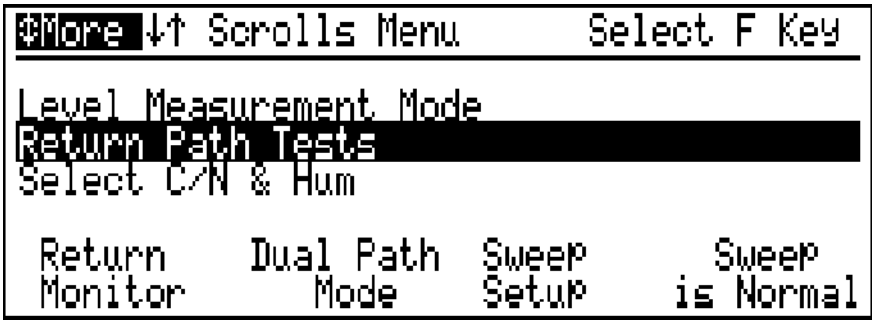 ⇕More ↓↑ Scrolls Menu Select F Key
Level Measurement Mode
Return Path Tests
Select C/N & Hum
Return Dual Path Sweep Sweep
Monitor Mode Setup is Normal